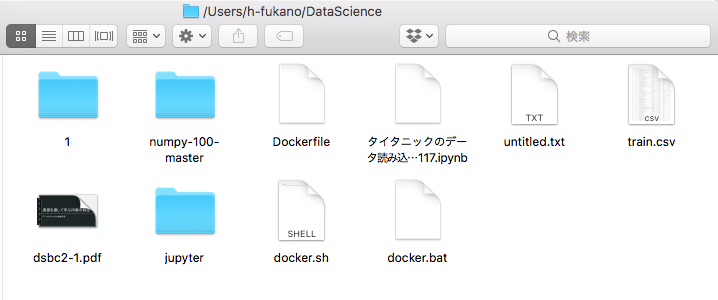 /Users/h-fukano/DataScience
検索
1
numpy-100-
master
Dockerfile
タイタニックのデー
タ読み込…117.ipynb
TXT
untitled.txt
CSV
train.csv
dsbc2-1.pdf
jupyter
SHELL
docker.sh
docker.bat